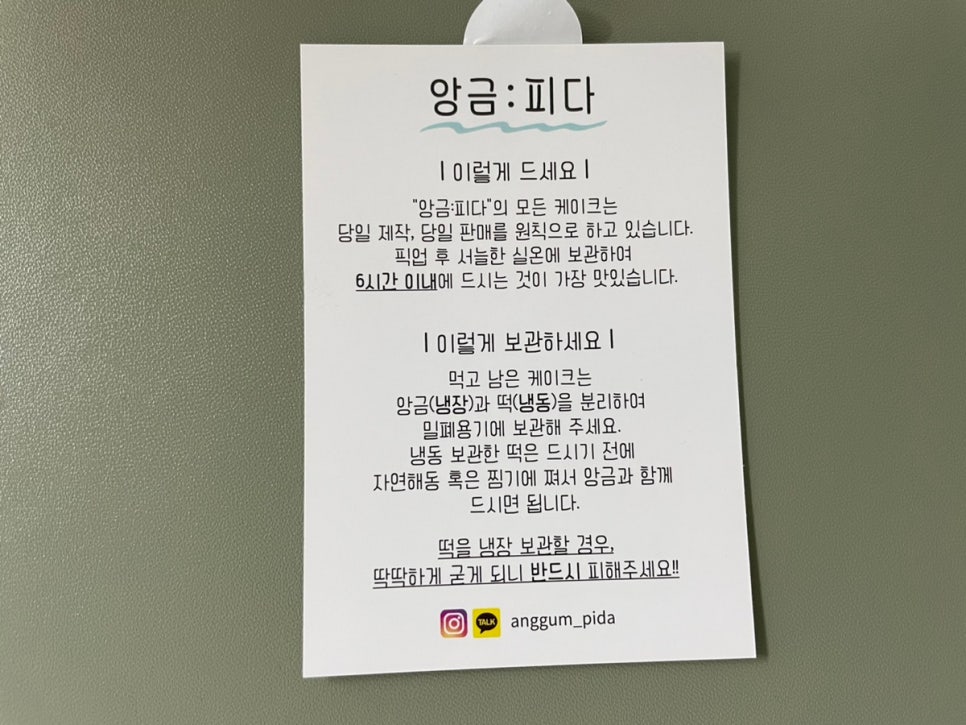 앙금:피다
| 이렇게 드세요 |
"앙금:피다"의 모든 케이크는
당일 제작, 당일 판매를 원칙으로 하고 있습니다.
픽업 후 서늘한 실온에 보관하여
6시간 이내에 드시는 것이 가장 맛있습니다.
| 이렇게 보관하세요 |
먹고 남은 케이크는
앙금(냉장)과 떡(냉동)을 분리하여
밀폐용기에 보관해 주세요.
냉동 보관한 떡은 드시기 전에
자연해동 혹은 찜기에 쪄서 앙금과 함께
드시면 됩니다.
떡을 냉장 보관할 경우,
딱딱하게 굳게 되니 반드시 피해주세요!!
TALK anggum_pida